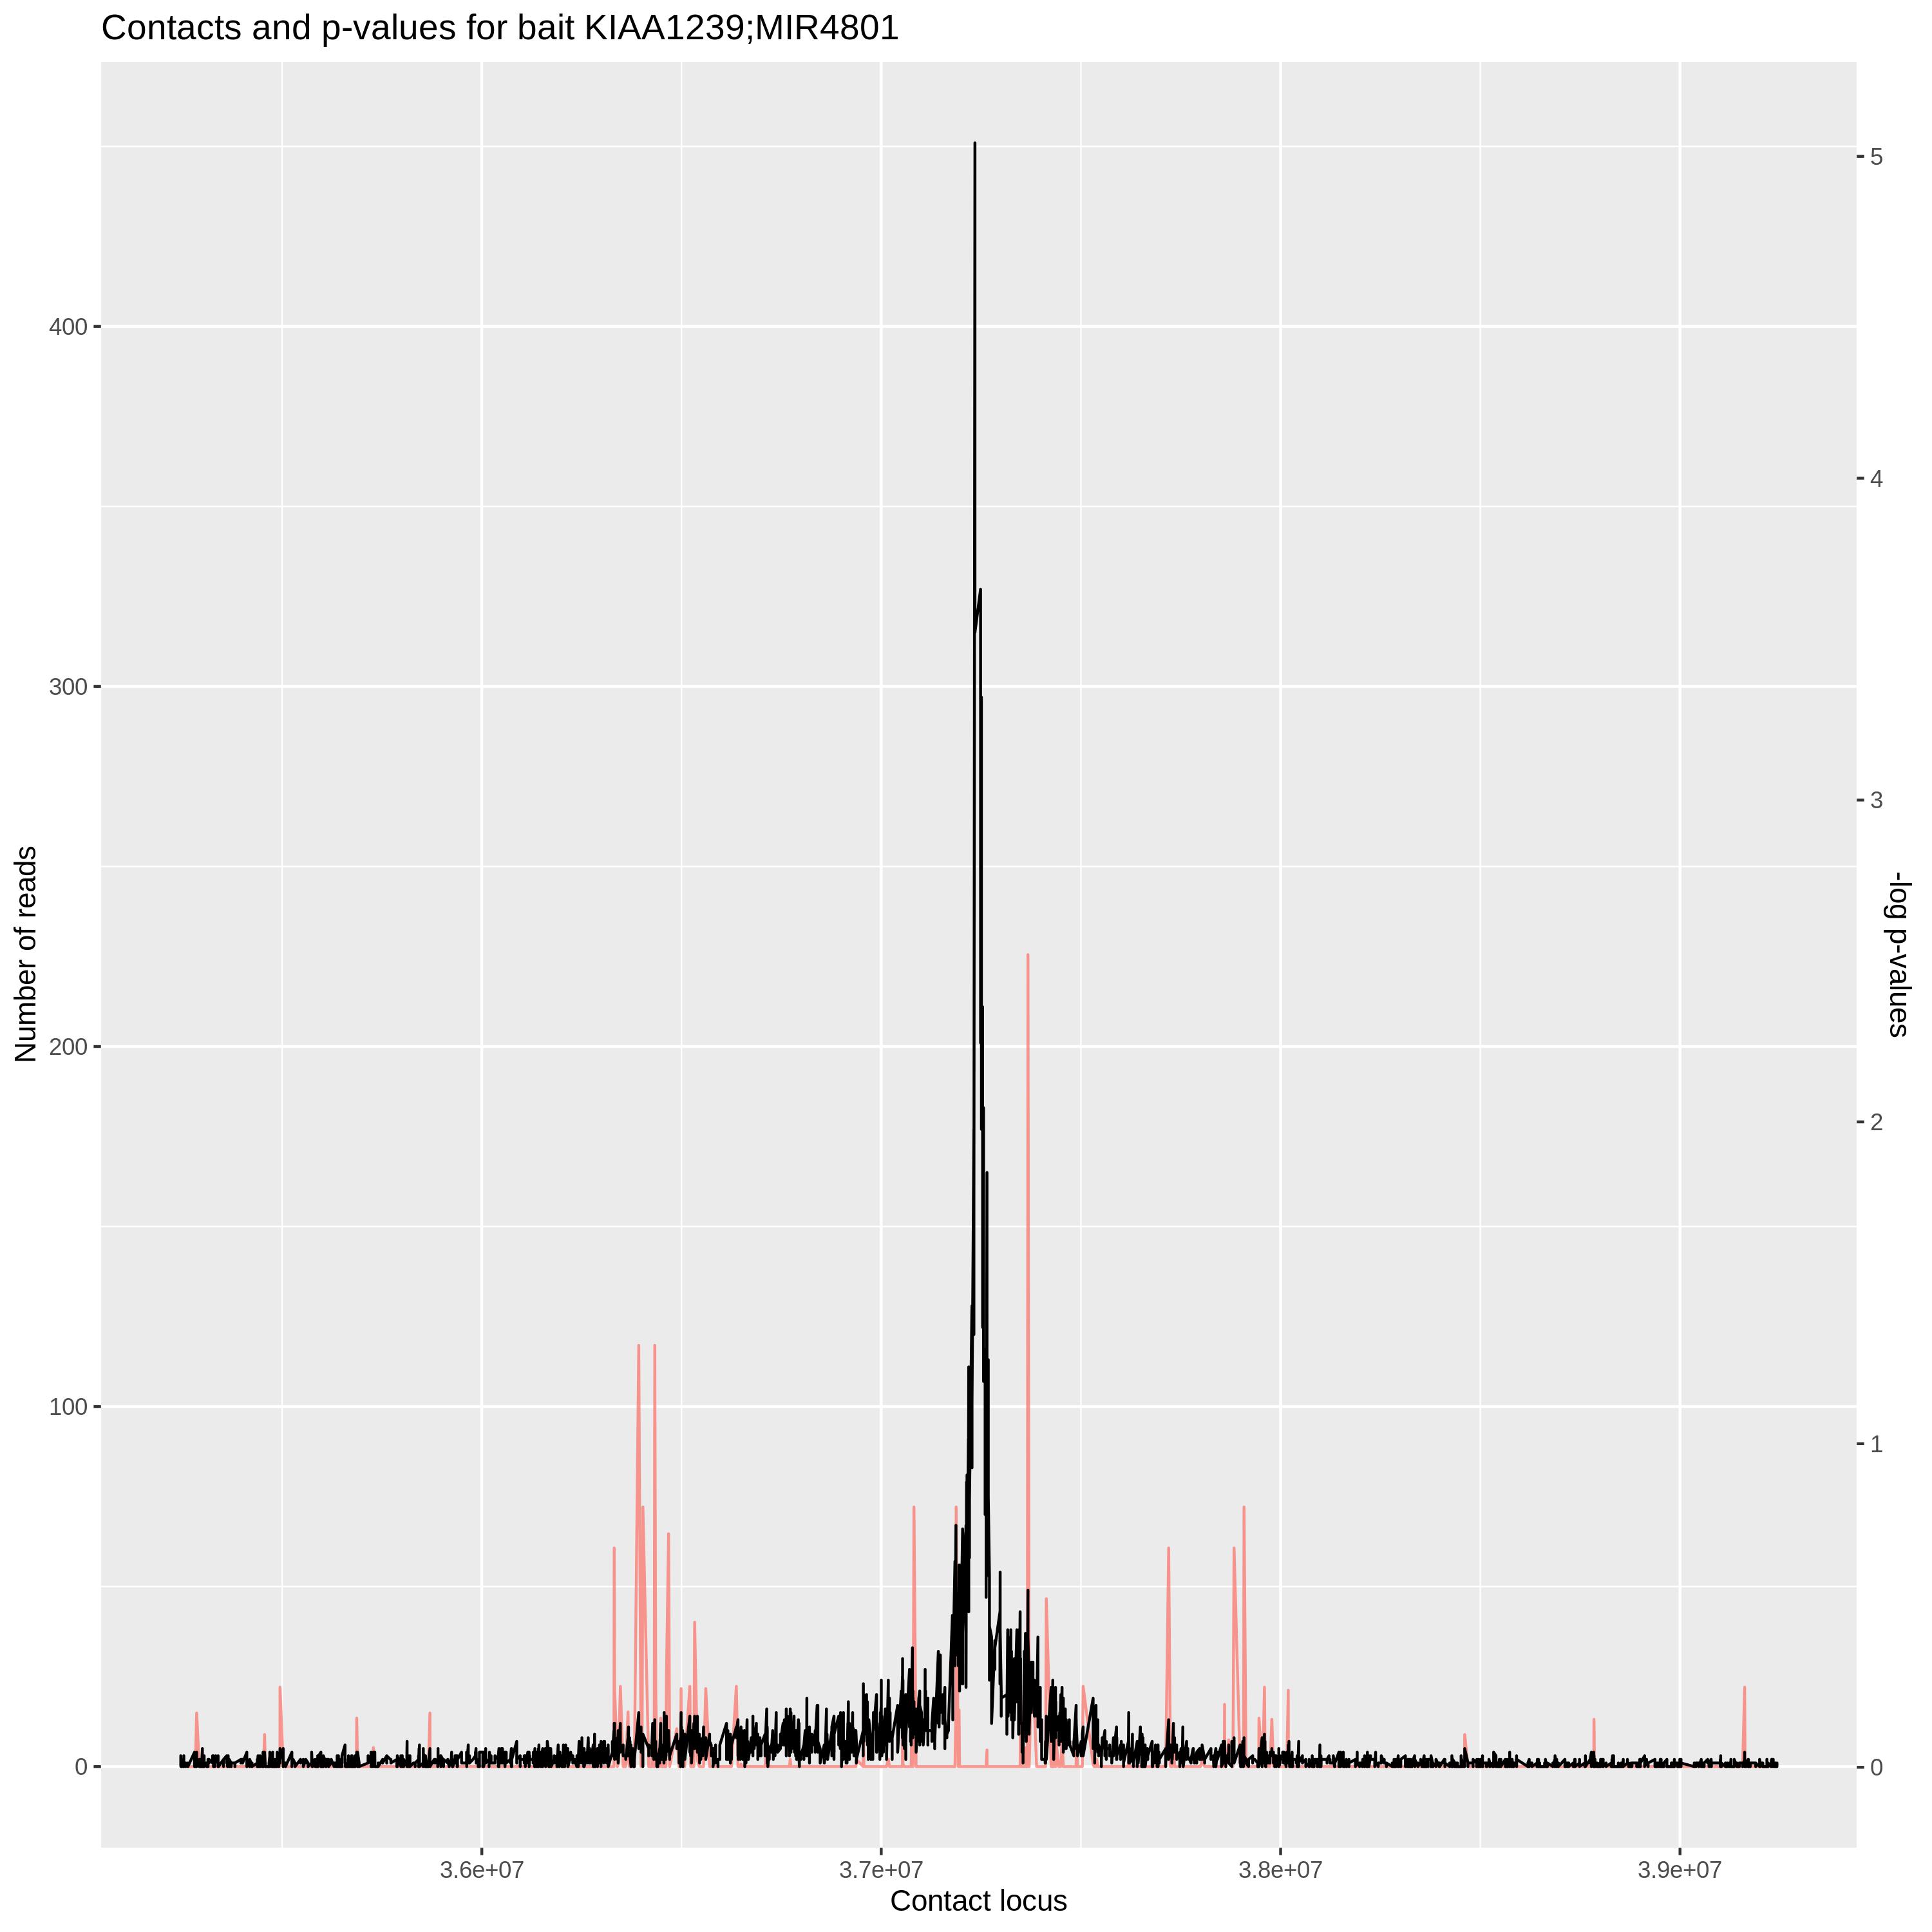 Contacts and p-values for bait KIAA1239;MIR4801
Number of reads
400
300
200
100
0
5
4
3
2
1
0
-log p-values
3.6e+07
3.7e+07
3.8e+07
3.9e+07
Contact locus